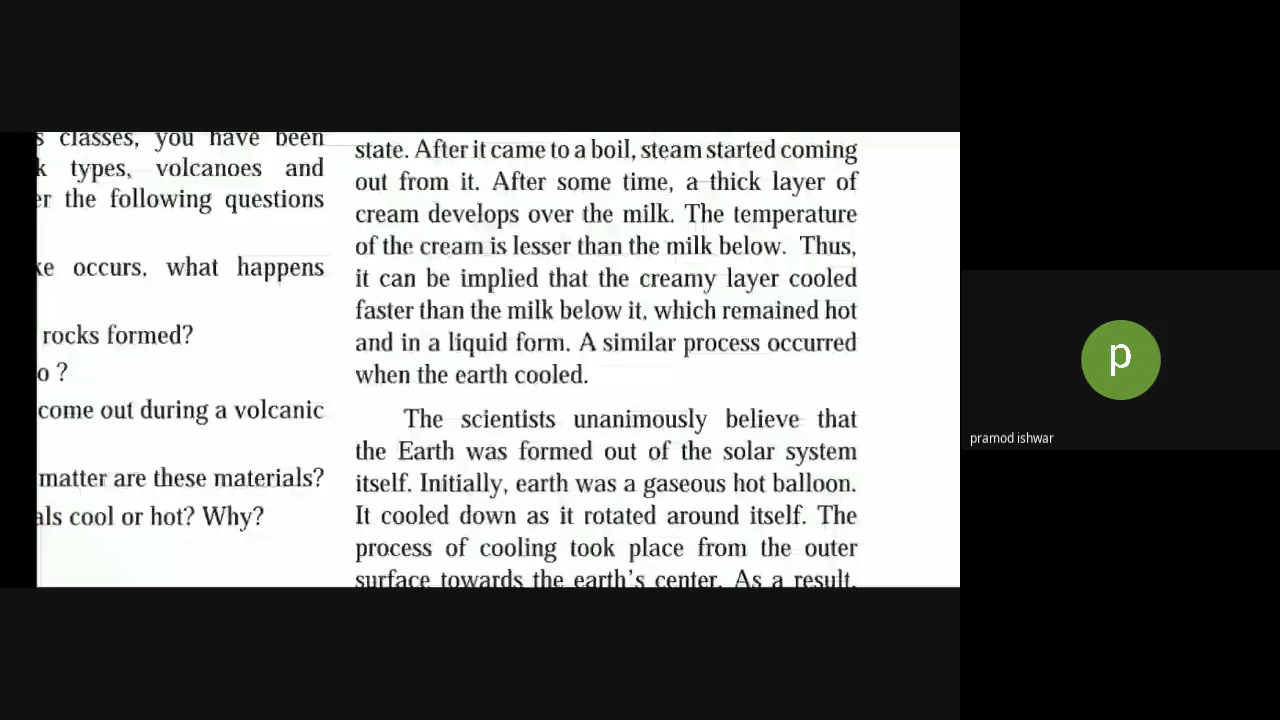 s classes, you have been
k types, volcanoes and
er the following questions
ke occurs, what happens
rocks formed?
o ?
come out during a volcanic
matter are these materials?
als cool or hot? Why?
state. After it came to a boil, steam started coming
out from it. After some time, a thick layer of
cream develops over the milk. The temperature
of the cream is lesser than the milk below. Thus,
it can be implied that the creamy layer cooled
faster than the milk below it, which remained hot
and in a liquid form. A similar process occurred
when the earth cooled.
The scientists unanimously believe that
the Earth was formed out of the solar system
itself. Initially, earth was a gaseous hot balloon.
It cooled down as it rotated around itself. The
process of cooling took place from the outer
surface towards the earth's center. As a result,
p
pramod ishwar